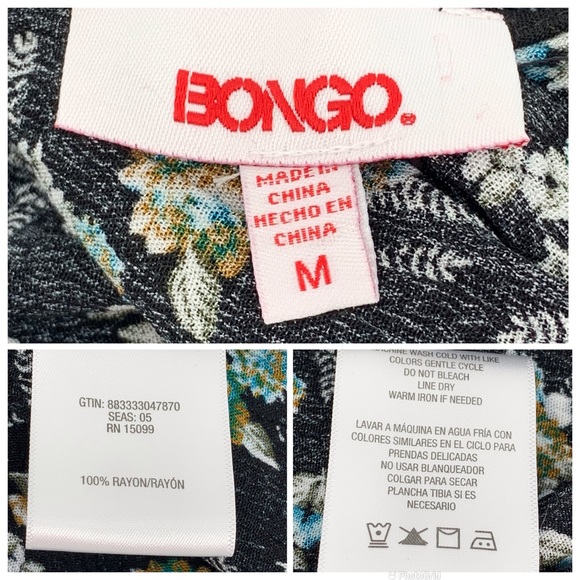 BONGO.
MADE IN
CHINA
HECHO EN
CHINA
M
GTIN: 883333047870
SEAS: 05
RN 15099
100% RAYON/RAYÓN
MACHINE WASH COLD WITH LIKE
COLORS GENTLE CYCLE
DO NOT BLEACH
LINE DRY
WARM IRON IF NEEDED
LAVAR A MÁQUINA EN AGUA FRÍA CON
COLORES SIMILARES EN EL CICLO PARA
PRENDAS DELICADAS
NO USAR BLANQUEADOR
COLGAR PARA SECAR
PLANCHA TIBIA SI ES
NECESARIO